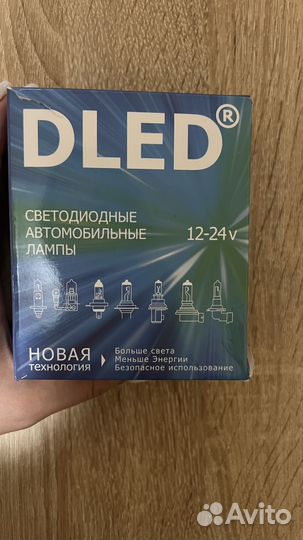 DLED®
СВЕТОДИОДНЫЕ
АВТОМОБИЛЬНЫЕ
ЛАМПЫ
12-24v
НОВАЯ
технология
Больше света
Меньше Энергии
Безопасное использование
Avito